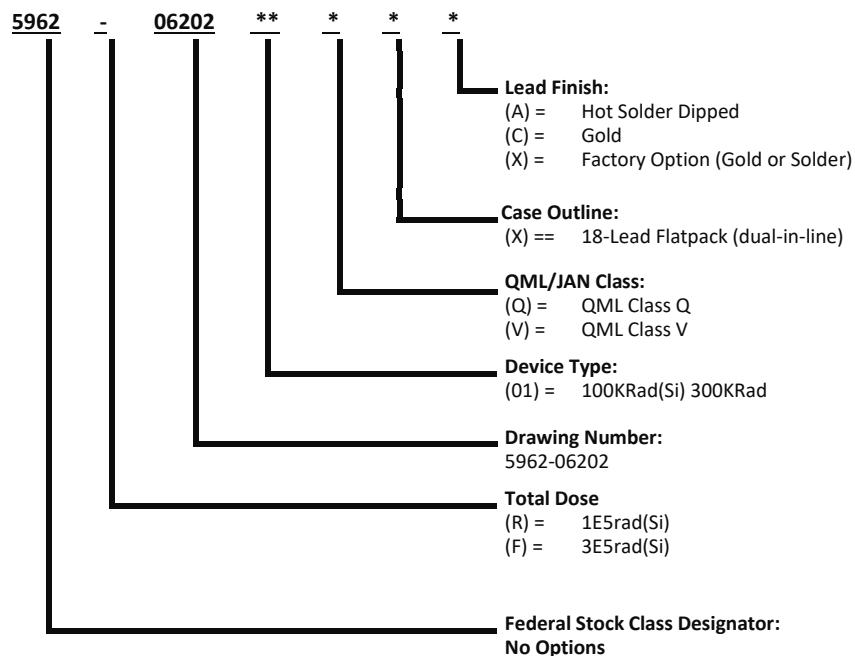 5962 - 06202 ** * * *
Lead Finish:
(A) = Hot Solder Dipped
(C) = Gold
(X) = Factory Option (Gold or Solder)
Case Outline:
(X) == 18-Lead Flatpack (dual-in-line)
QML/JAN Class:
(Q) = QML Class Q
(V) = QML Class V
Device Type:
(01) = 100KRad(Si) 300KRad
Drawing Number:
5962-06202
Total Dose
(R) = 1E5rad(Si)
(F) = 3E5rad(Si)
Federal Stock Class Designator:
No Options